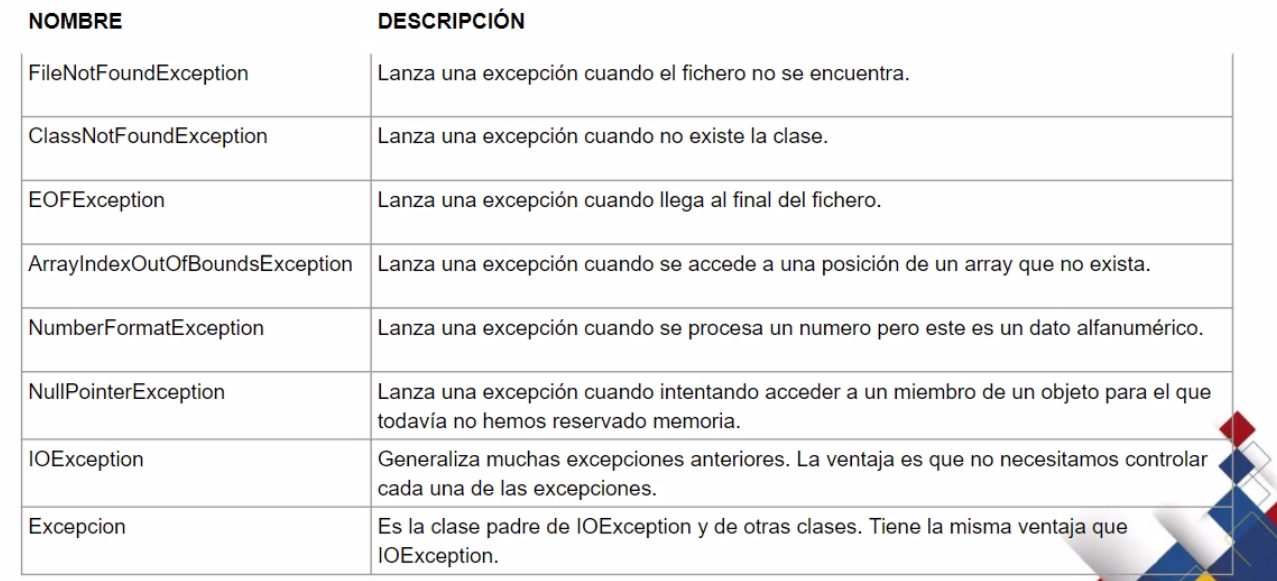 NOMBRE DESCRIPCIÓN
FileNotFoundException Lanza una excepción cuando el fichero no se encuentra.
ClassNotFoundException Lanza una excepción cuando no existe la clase.
EOFException Lanza una excepción cuando llega al final del fichero.
ArrayIndexOutOfBoundsException Lanza una excepción cuando se accede a una posición de un array que no exista.
NumberFormatException Lanza una excepción cuando se procesa un numero pero este es un dato alfanumérico.
NullPointerException Lanza una excepción cuando intentando acceder a un miembro de un objeto para el que
todavía no hemos reservado memoria.
IOException Generaliza muchas excepciones anteriores. La ventaja es que no necesitamos controlar
cada una de las excepciones.
Excepcion Es la clase padre de IOException y de otras clases. Tiene la misma ventaja que
IOException.